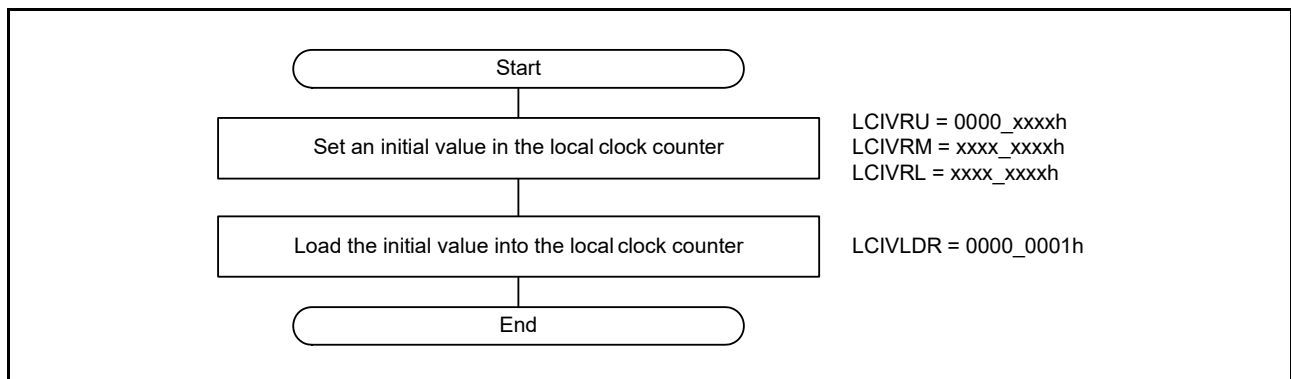 Start
Set an initial value in the local clock counter
LCIVRU = 0000_xxxxh
LCIVRM = xxxx_xxxxh
LCIVRL = xxxx_xxxxh
Load the initial value into the local clock counter
LCIVLDR = 0000_0001h
End